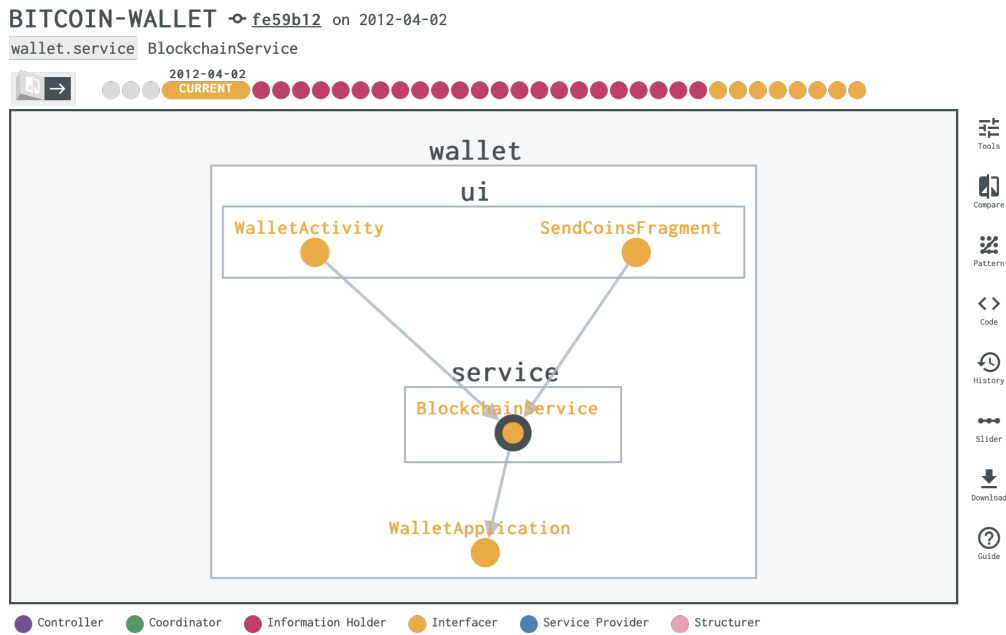 BITCOIN-WALLET fe59b12 on 2012-04-02
wallet.service BlockchainService
2012-04-02
CURRENT
wallet
ui
WalletActivity SendCoinsFragment
service
BlockchainService
WalletApplication
Tools
Compare
Pattern
Code
History
Slider
Download
Guide
Controller Coordinator Information Holder Interfacer Service Provider Structurer